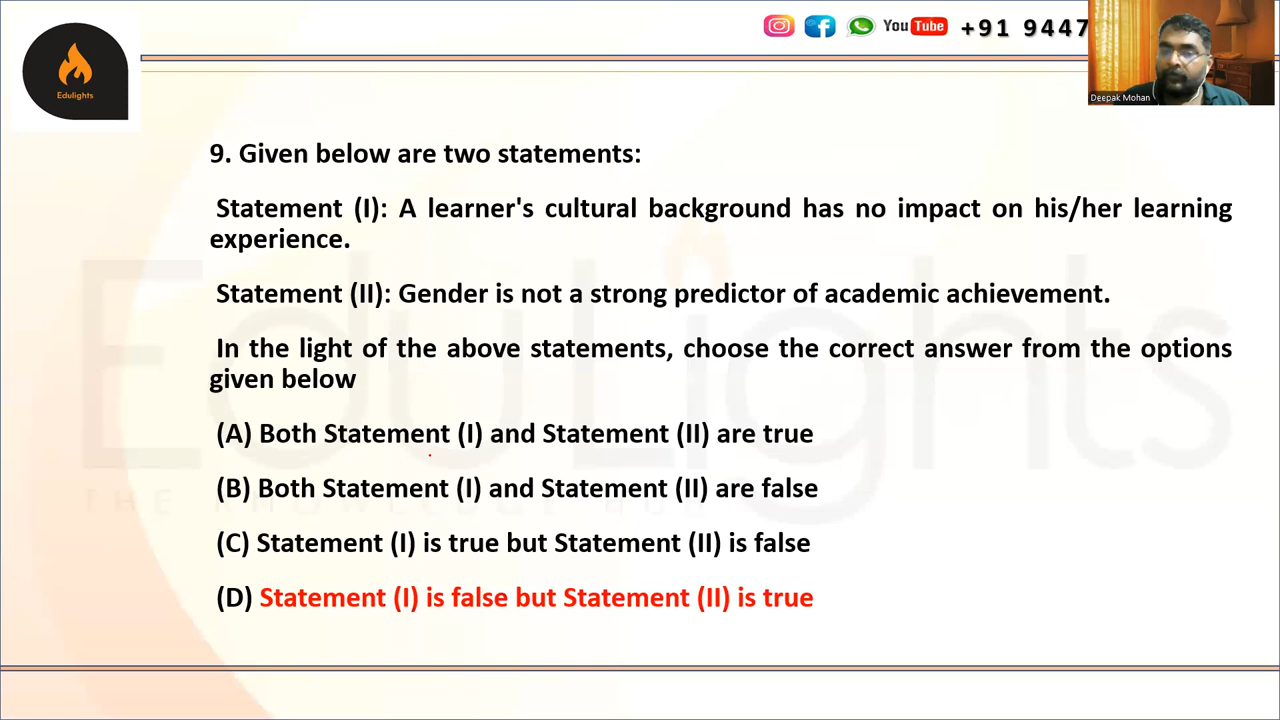 You Tube +91 9447
Edulights
Deepak Mohan
9. Given below are two statements:
Statement (I): A learner's cultural background has no impact on his/her learning
experience.
Statement (II): Gender is not a strong predictor of academic achievement.
In the light of the above statements, choose the correct answer from the options
given below
(A) Both Statement (I) and Statement (II) are true
(B) Both Statement (I) and Statement (II) are false
(C) Statement (I) is true but Statement (II) is false
(D) Statement (I) is false but Statement (II) is true
EduLights